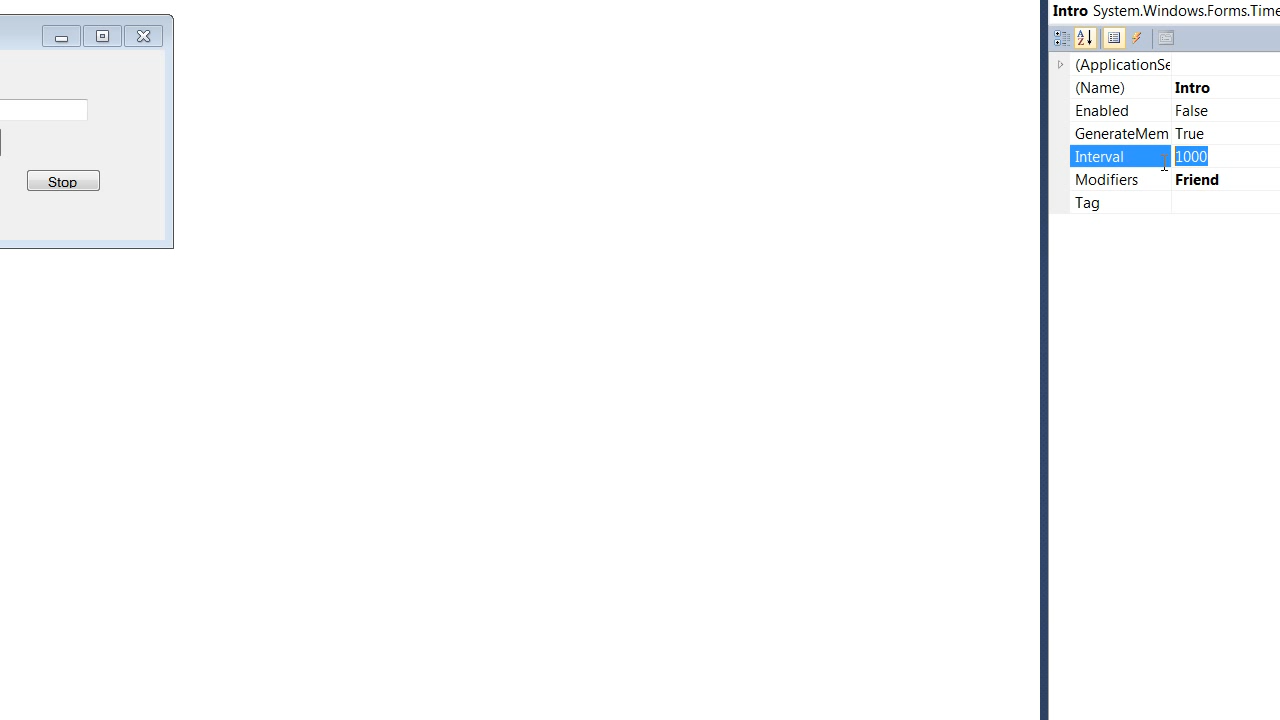 Intro System.Windows.Forms.Time
(ApplicationSe
(Name) Intro
Enabled False
GenerateMem True
Interval 1000
Modifiers Friend
Tag
Stop